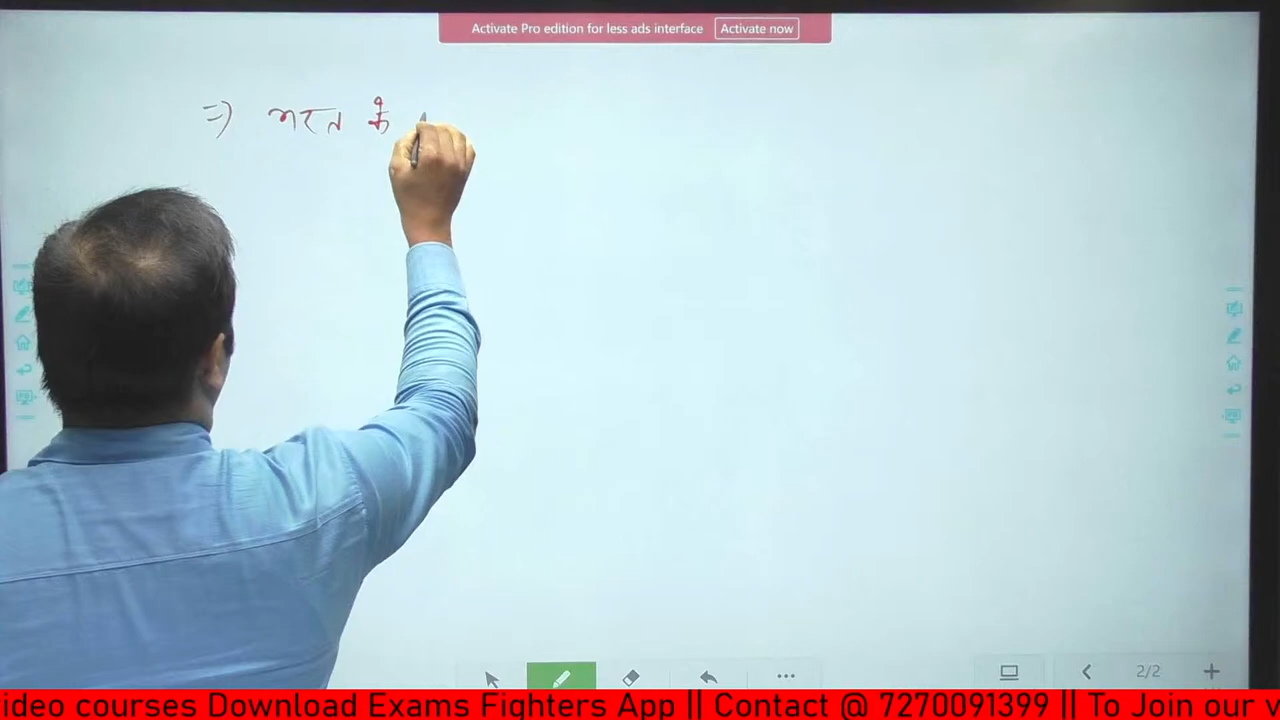 Activate Pro edition for less ads interface Activate now
⇒ भरत के
2/2
ideo courses Download Exams Fighters App || Contact @ 7270091399 || To Join our v